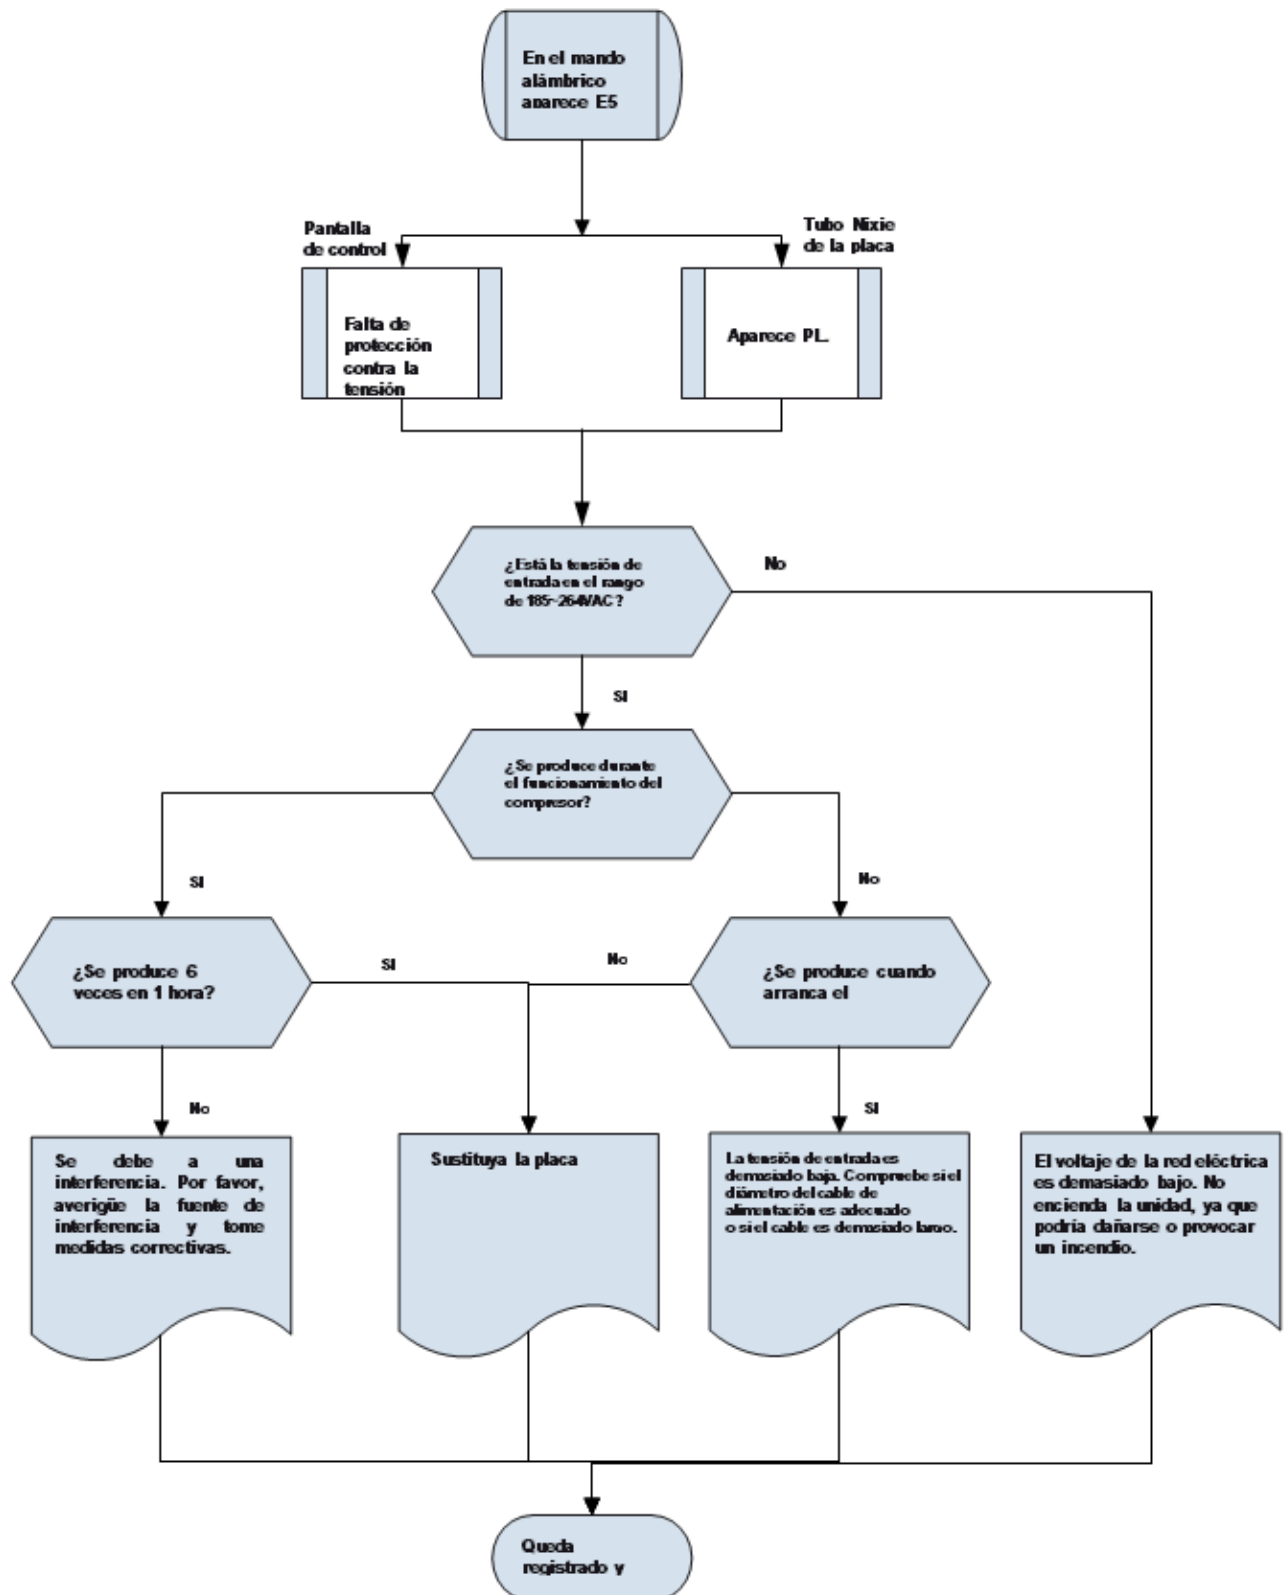 En el mando
alámbrico
aparece E5
Pantalla
de control
Tubo Nixie
de la placa
Falta de
protección
contra la
tensión
Aparece PL.
¿Está la tensión de
entrada en el rango
de 185~264VAC?
No
SI
¿Se produce durante
el funcionamiento del
compresor?
SI
No
¿Se produce 6
veces en 1 hora?
SI
No
¿Se produce cuando
arranca el
No
SI
Se debe a una
interferencia. Por favor,
averigüe la fuente de
interferencia y tome
medidas correctivas.
Sustituya la placa
La tensión de entrada es
demasiado baja. Compruebe si el
diámetro del cable de
alimentación es adecuado
o si el cable es demasiado largo.
El voltaje de la red eléctrica
es demasiado bajo. No
encienda la unidad, ya que
podría dañarse o provocar
un incendio.
Queda
registrado y